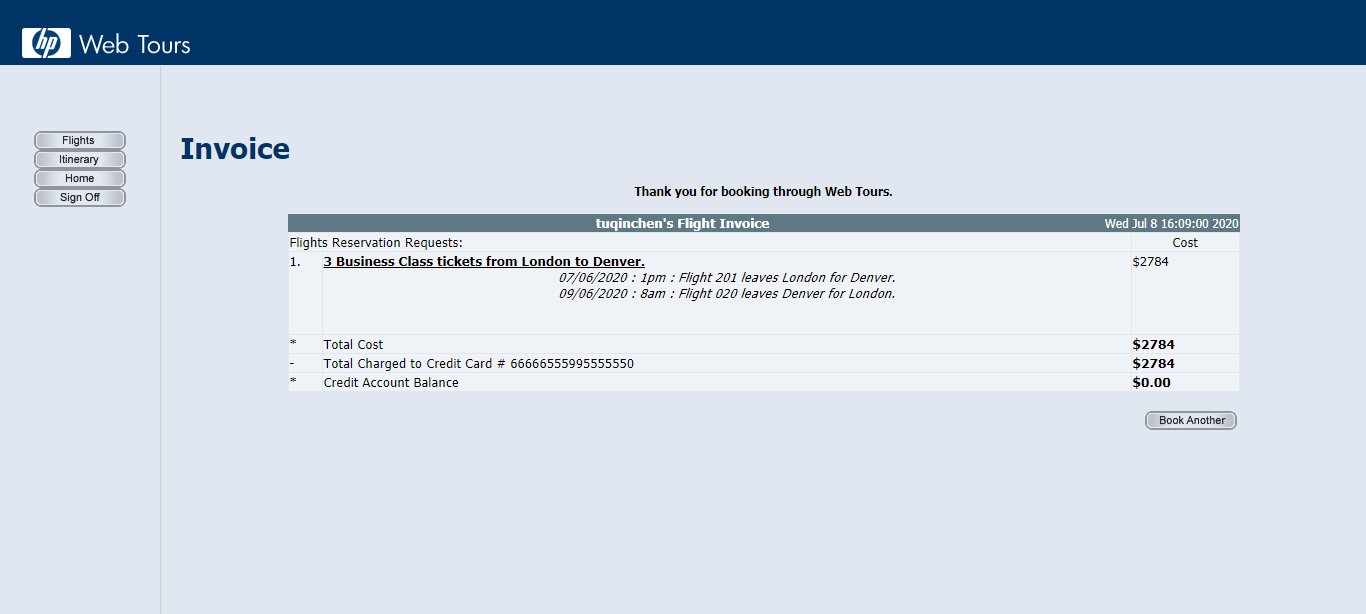 hp Web Tours
Flights
Itinerary
Home
Sign Off
Invoice
Thank you for booking through Web Tours.
tuqinchen's Flight Invoice Wed Jul 8 16:09:00 2020
Flights Reservation Requests: Cost
1. 3 Business Class tickets from London to Denver. $2784
07/06/2020 : 1pm : Flight 201 leaves London for Denver.
09/06/2020 : 8am : Flight 020 leaves Denver for London.
* Total Cost $2784
- Total Charged to Credit Card # 66666555995555550 $2784
* Credit Account Balance $0.00
Book Another